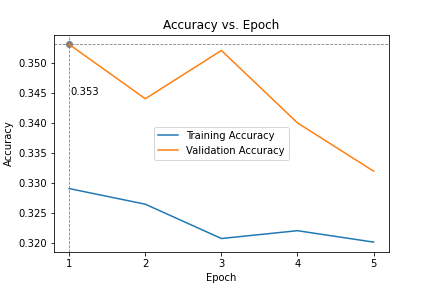 Accuracy vs. Epoch
Accuracy
0.350
0.345
0.340
0.335
0.330
0.325
0.320
0.353
Training Accuracy
Validation Accuracy
1 2 3 4 5
Epoch